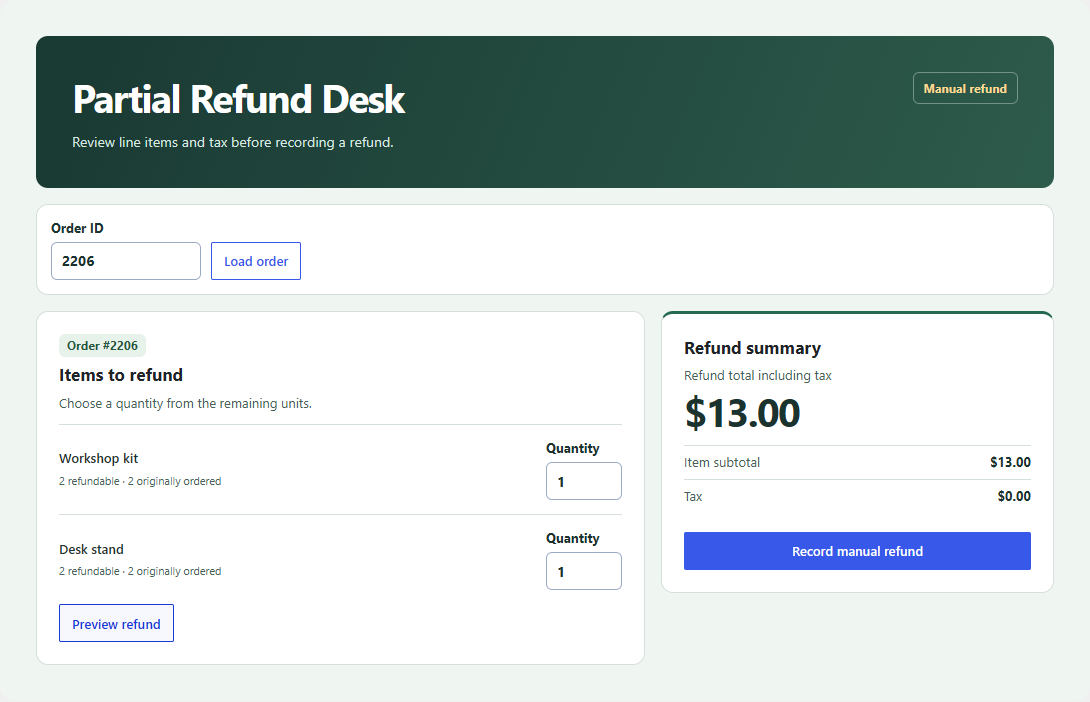 Partial Refund Desk
Manual refund
Review line items and tax before recording a refund.
Order ID
2206
Load order
Order #2206
Items to refund
Choose a quantity from the remaining units.
Workshop kit
2 refundable · 2 originally ordered
Quantity
1
Desk stand
2 refundable · 2 originally ordered
Quantity
1
Preview refund
Refund summary
Refund total including tax
$13.00
Item subtotal $13.00
Tax $0.00
Record manual refund